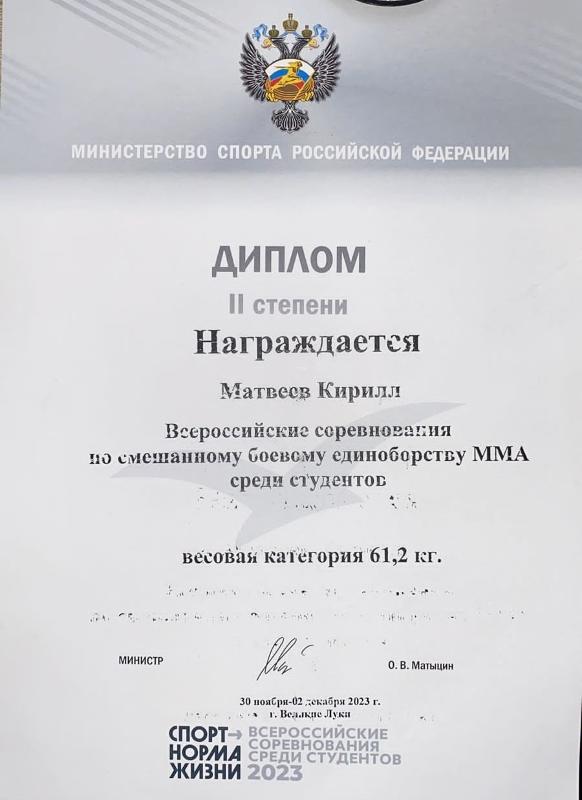 МИНИСТЕРСТВО СПОРТА РОССИЙСКОЙ ФЕДЕРАЦИИ
ДИПЛОМ
II степени
Награждается
Матвеев Кирилл
Всероссийские соревнования
по смешанному боевому единоборству ММА
среди студентов
весовая категория 61,2 кг.
МИНИСТР
О. В. Матыцин
30 ноября-02 декабря 2023 г.
г. Великие Луки
СПОРТ→
НОРМА
ЖИЗНИ
ВСЕРОССИЙСКИЕ
СОРЕВНОВАНИЯ
СРЕДИ СТУДЕНТОВ
2023